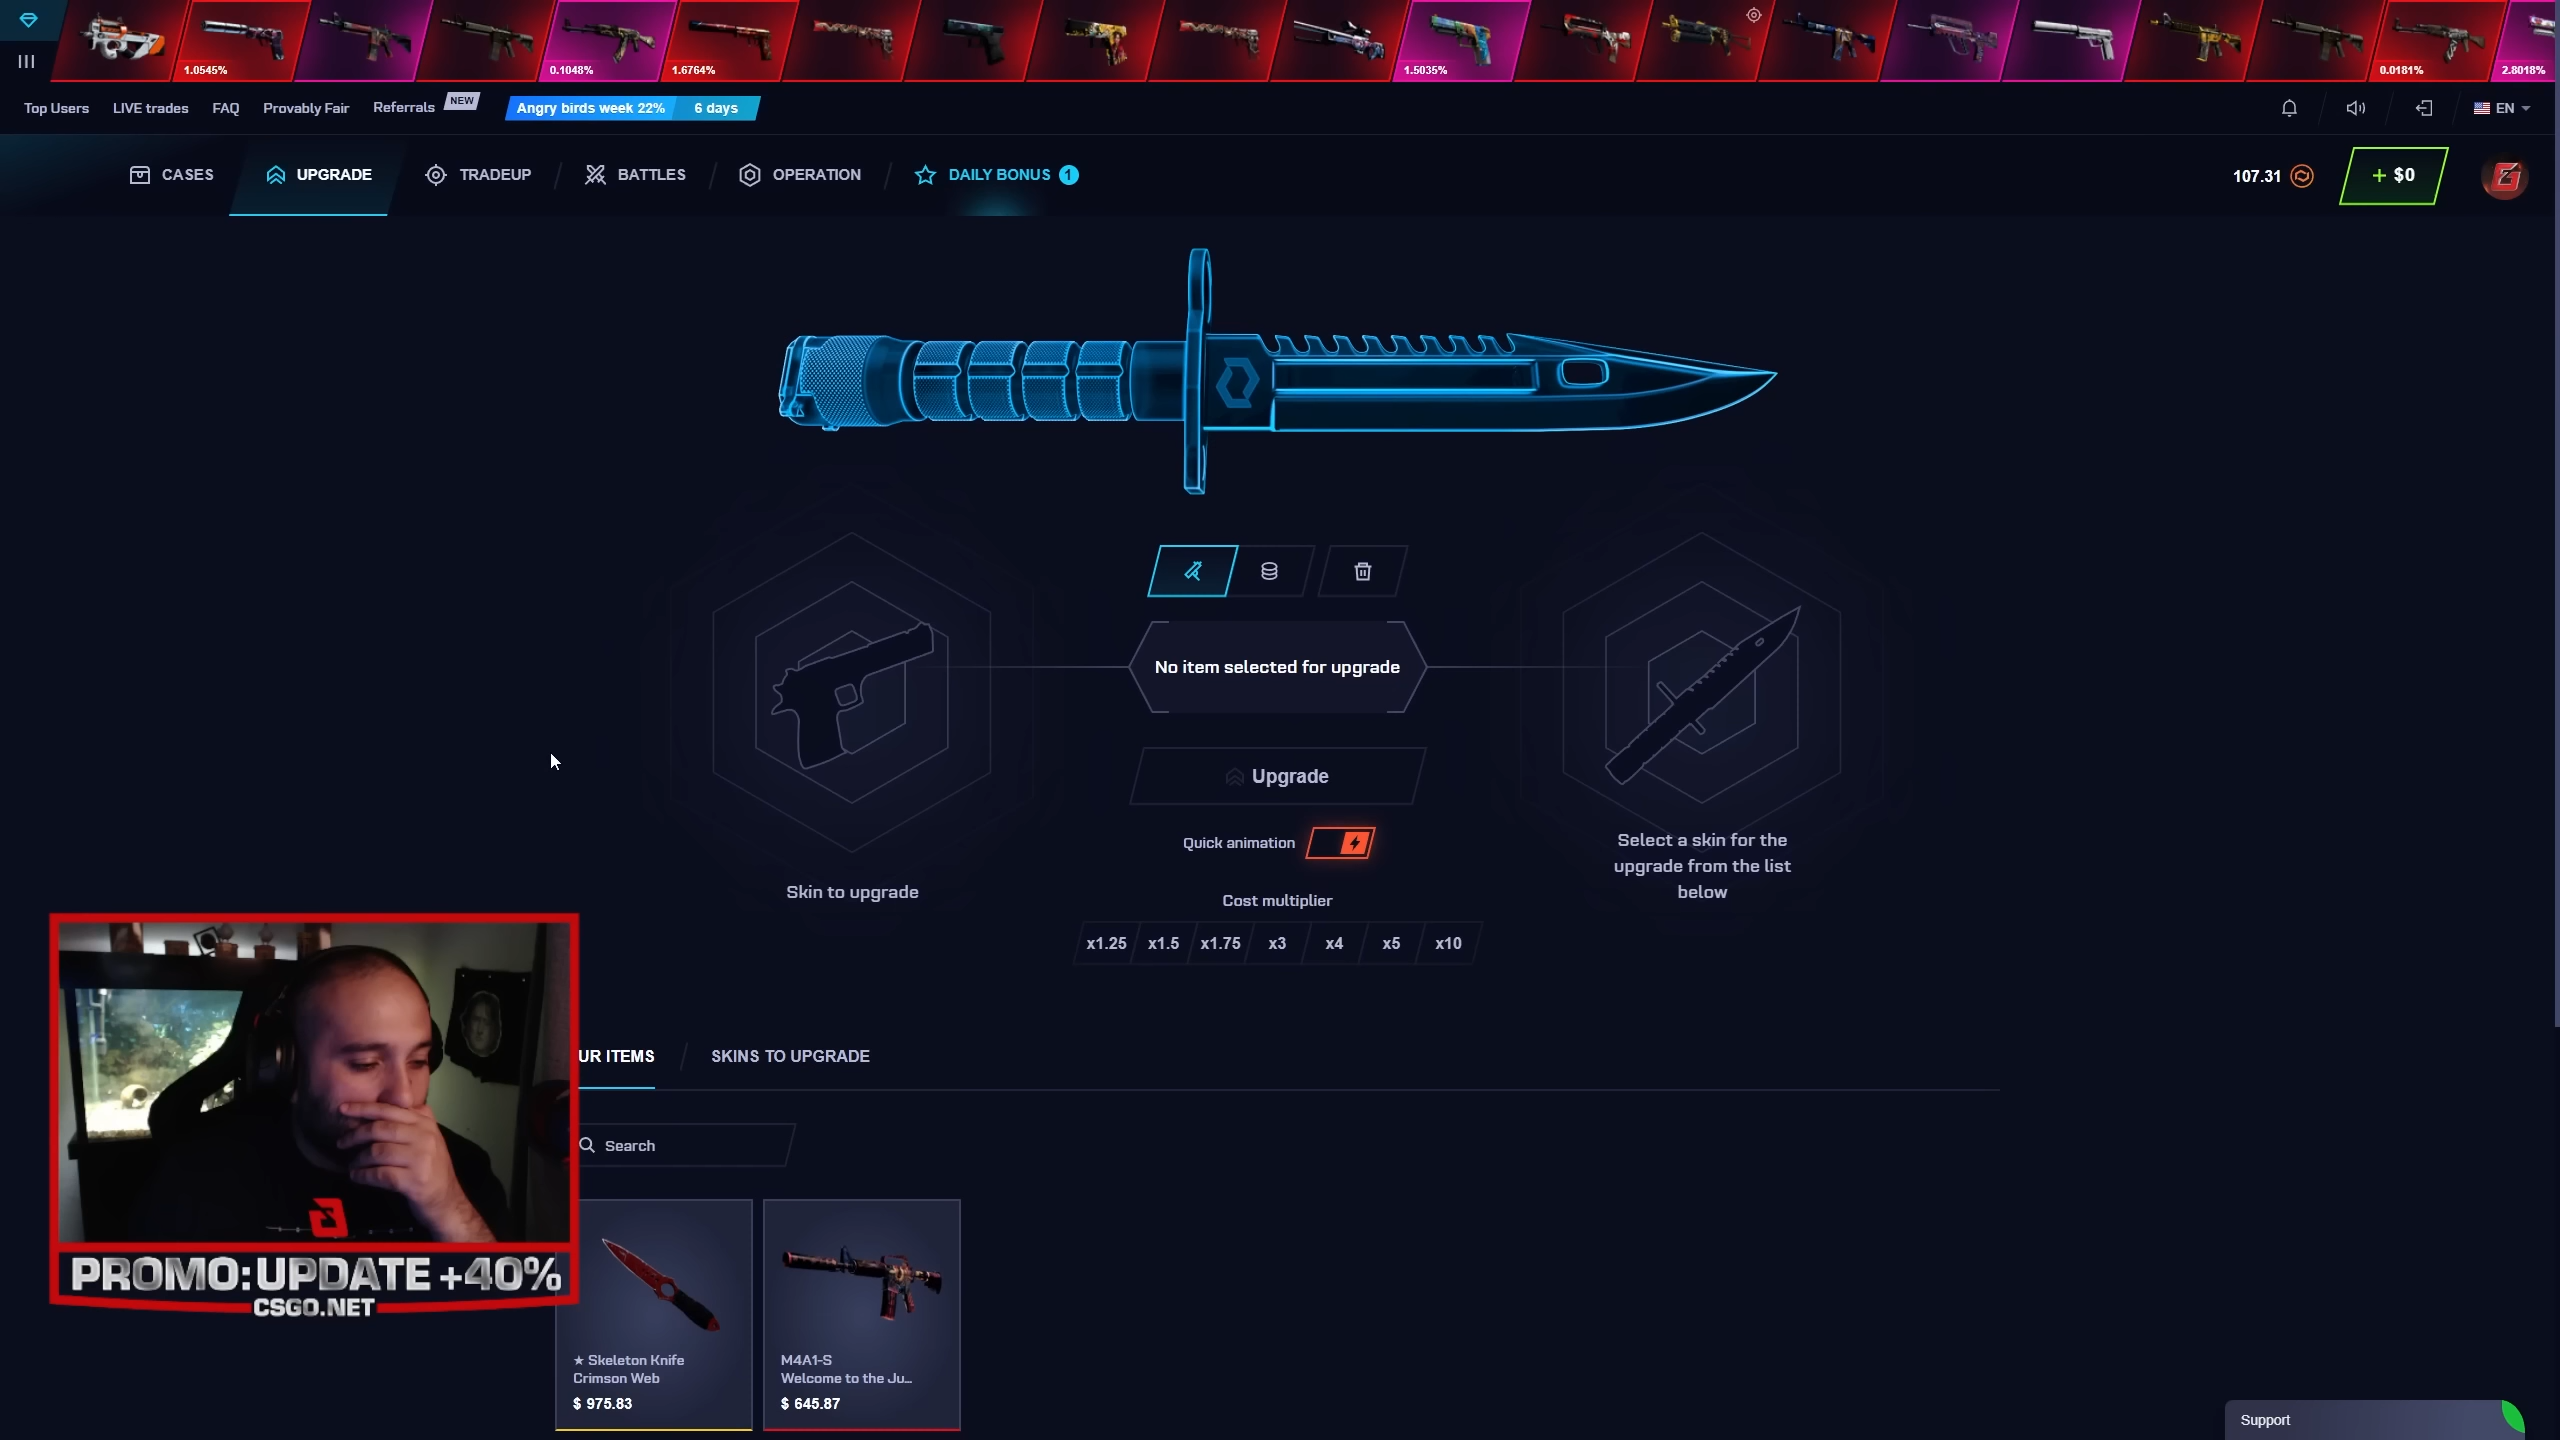 1.0545%
0.1048%
1.6764%
1.5035%
0.0181%
2.8018%
Top Users
LIVE trades
FAQ
Provably Fair
Referrals
NEW
Angry birds week 22%
6 days
EN
CASES
UPGRADE
TRADEUP
BATTLES
OPERATION
DAILY BONUS 1
107.31
+ $0
No item selected for upgrade
Upgrade
Quick animation
Skin to upgrade
Select a skin for the
upgrade from the list
below
Cost multiplier
x1.25
x1.5
x1.75
x3
x4
x5
x10
UR ITEMS
SKINS TO UPGRADE
Search
PROMO:UPDATE +40%
CSGO.NET
★ Skeleton Knife
Crimson Web
$ 975.83
M4A1-S
Welcome to the Ju...
$ 645.87
Support